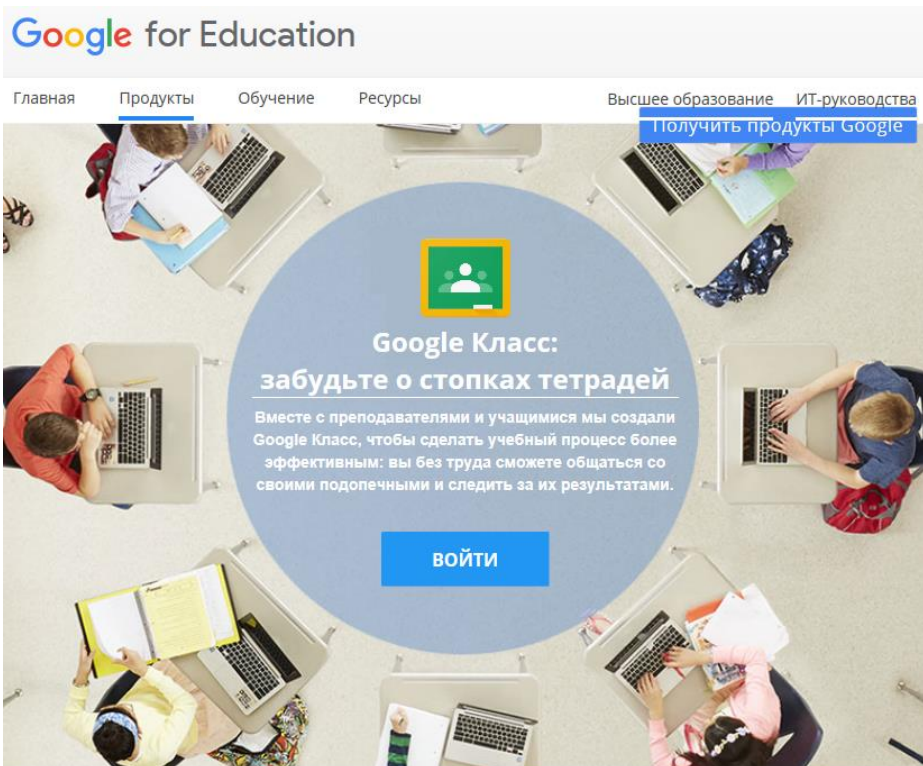 Google for Education
Главная Продукты Обучение Ресурсы Высшее образование ИТ-руководства
Получить продукты Google
Google Класс:
забудьте о стопках тетрадей
Вместе с преподавателями и учащимися мы создали
Google Класс, чтобы сделать учебный процесс более
эффективным: вы без труда сможете общаться со
своими подопечными и следить за их результатами.
ВОЙТИ